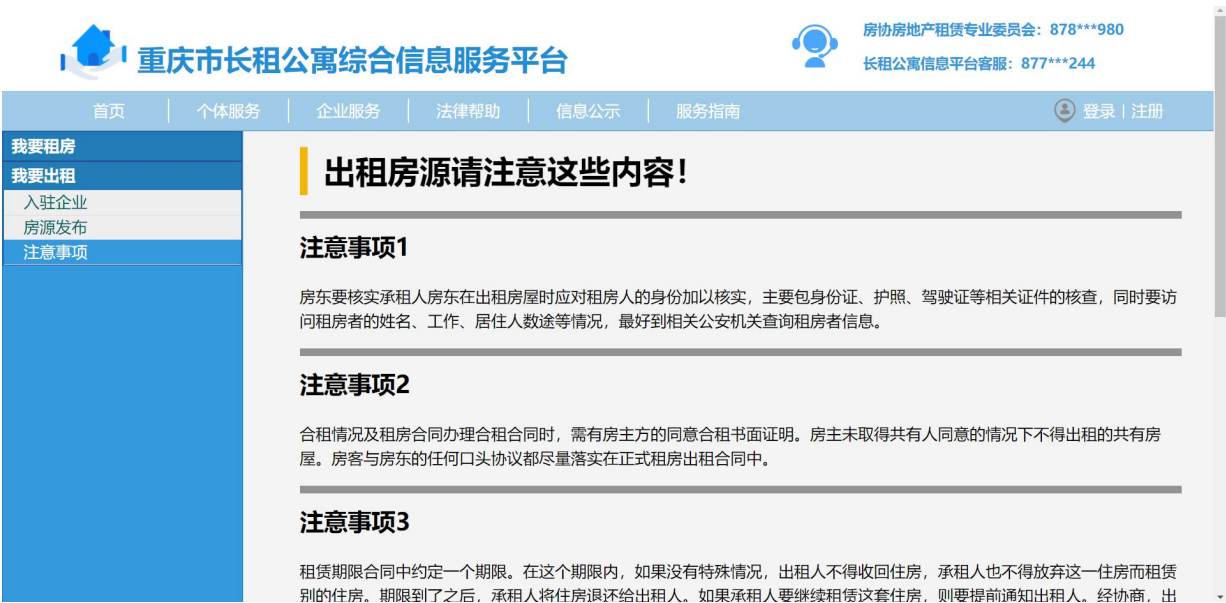 重庆市长租公寓综合信息服务平台
房协房地产租赁专业委员会：878***980
长租公寓信息平台客服：877***244
首页 个体服务 企业服务 法律帮助 信息公示 服务指南 登录 | 注册
我要租房
我要出租
入驻企业
房源发布
注意事项
出租房源请注意这些内容！
注意事项1
房东要核实承租人房东在出租房屋时应对租房人的身份加以核实，主要包身份证、护照、驾驶证等相关证件的核查，同时要访
问租房者的姓名、工作、居住人数途等情况，最好到相关公安机关查询租房者信息。
注意事项2
合租情况及租房合同办理合租合同时，需有房主方的同意合租书面证明。房主未取得共有人同意的情况下不得出租的共有房
屋。房客与房东的任何口头协议都尽量落实在正式租房出租合同中。
注意事项3
租赁期限合同中约定一个期限。在这个期限内，如果没有特殊情况，出租人不得收回住房，承租人也不得放弃这一住房而租赁
别的住房。期限到了之后，承租人将住房退还给出租人。如果承租人要继续租赁这套住房，则要提前通知出租人。经协商，出